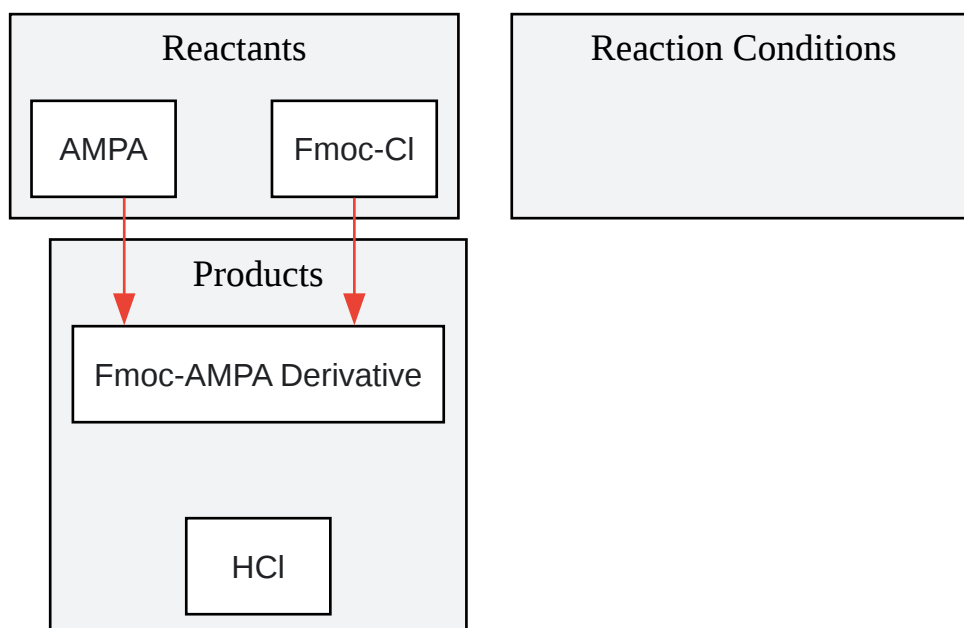 Reactants
Reaction Conditions
AMPA
Fmoc-Cl
Products
Fmoc-AMPA Derivative
HCl